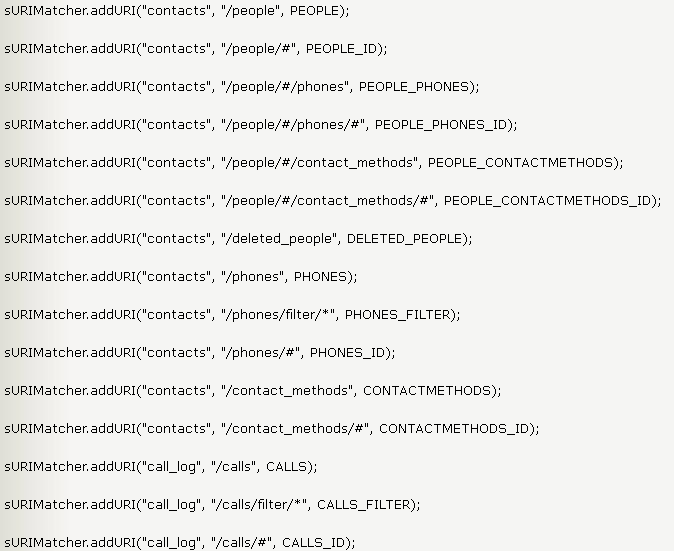 sURIMatcher.addURI("contacts", "/people", PEOPLE);
sURIMatcher.addURI("contacts", "/people/#", PEOPLE_ID);
sURIMatcher.addURI("contacts", "/people/#/phones", PEOPLE_PHONES);
sURIMatcher.addURI("contacts", "/people/#/phones/#", PEOPLE_PHONES_ID);
sURIMatcher.addURI("contacts", "/people/#/contact_methods", PEOPLE_CONTACTMETHODS);
sURIMatcher.addURI("contacts", "/people/#/contact_methods/#", PEOPLE_CONTACTMETHODS_ID);
sURIMatcher.addURI("contacts", "/deleted_people", DELETED_PEOPLE);
sURIMatcher.addURI("contacts", "/phones", PHONES);
sURIMatcher.addURI("contacts", "/phones/filter/*", PHONES_FILTER);
sURIMatcher.addURI("contacts", "/phones/#", PHONES_ID);
sURIMatcher.addURI("contacts", "/contact_methods", CONTACTMETHODS);
sURIMatcher.addURI("contacts", "/contact_methods/#", CONTACTMETHODS_ID);
sURIMatcher.addURI("call_log", "/calls", CALLS);
sURIMatcher.addURI("call_log", "/calls/filter/*", CALLS_FILTER);
sURIMatcher.addURI("call_log", "/calls/#", CALLS_ID);